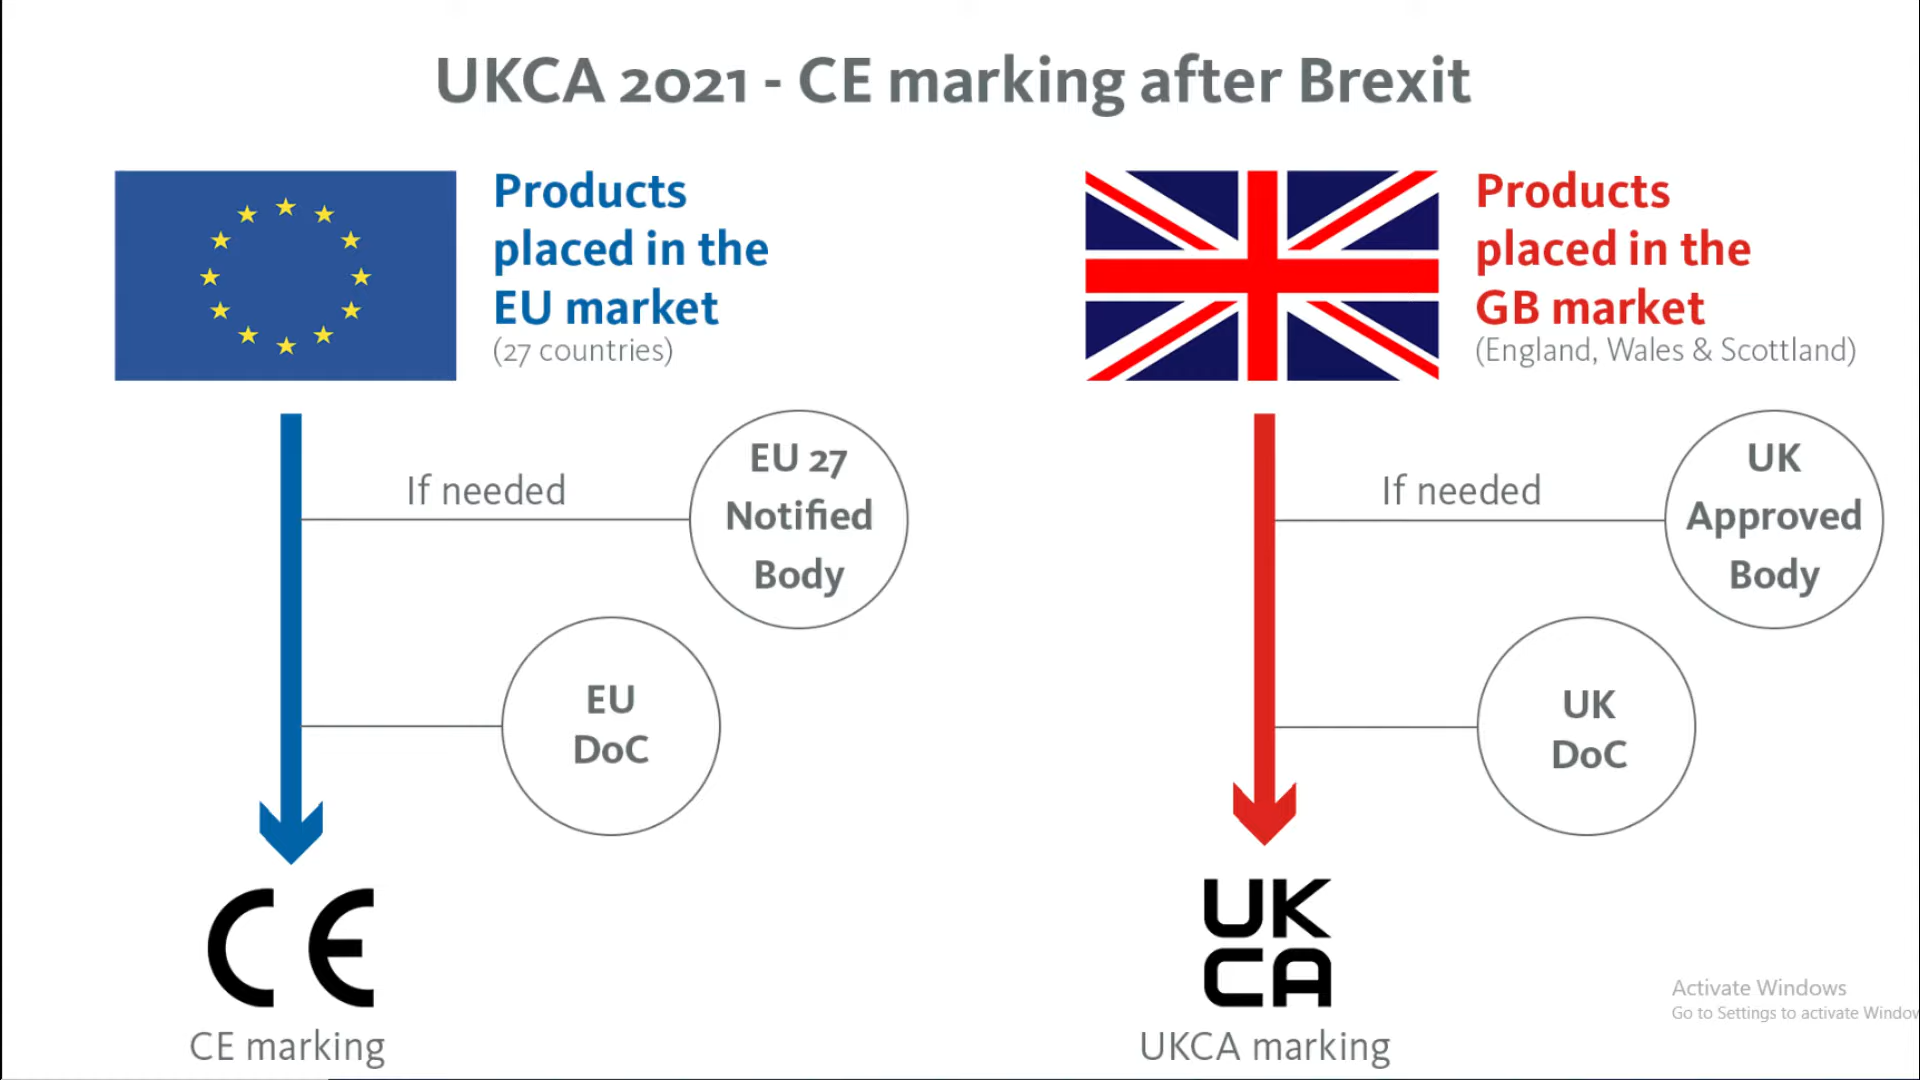 UKCA 2021 - CE marking after Brexit
Products
placed in the
EU market
(27 countries)
If needed
EU 27
Notified
Body
EU
DoC
CE
CE marking
Products
placed in the
GB market
(England, Wales & Scottland)
If needed
UK
Approved
Body
UK
DoC
UK
CA
UKCA marking
Activate Windows
Go to Settings to activate Window